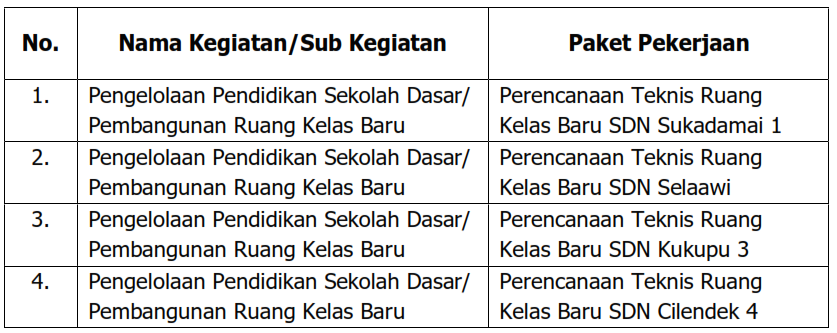 No. Nama Kegiatan/Sub Kegiatan Paket Pekerjaan
1. Pengelolaan Pendidikan Sekolah Dasar/ Perencanaan Teknis Ruang
Pembangunan Ruang Kelas Baru Kelas Baru SDN Sukadamai 1
2. Pengelolaan Pendidikan Sekolah Dasar/ Perencanaan Teknis Ruang
Pembangunan Ruang Kelas Baru Kelas Baru SDN Selaawi
3. Pengelolaan Pendidikan Sekolah Dasar/ Perencanaan Teknis Ruang
Pembangunan Ruang Kelas Baru Kelas Baru SDN Kukupu 3
4. Pengelolaan Pendidikan Sekolah Dasar/ Perencanaan Teknis Ruang
Pembangunan Ruang Kelas Baru Kelas Baru SDN Cilendek 4